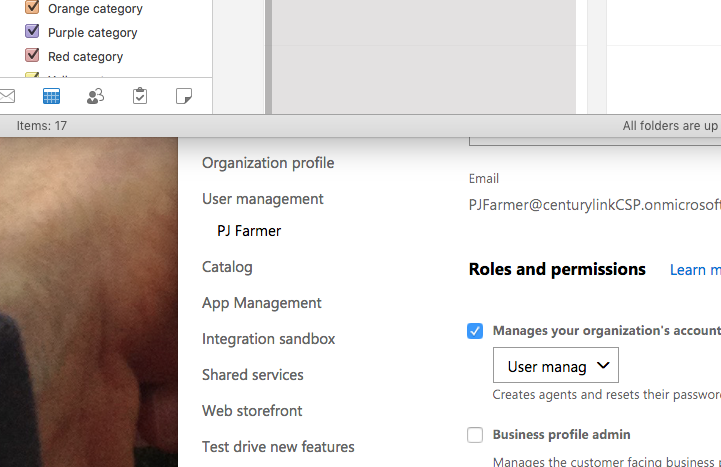 Orange category
Purple category
Red category
Items: 17
All folders are up
Organization profile
User management
PJ Farmer
Catalog
App Management
Integration sandbox
Shared services
Web storefront
Test drive new features
Email
PJFarmer@centurylinkCSP.onmicrosoft
Roles and permissions
Learn m
Manages your organization's account
User manag
Creates agents and resets their passwor
Business profile admin
Manages the customer facing business p